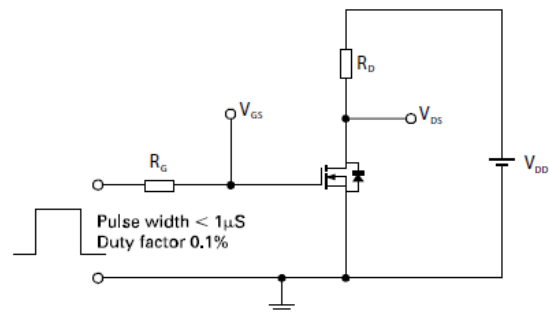 R_D
V_GS
V_DS
R_G
V_DD
Pulse width < 1μS
Duty factor 0.1%